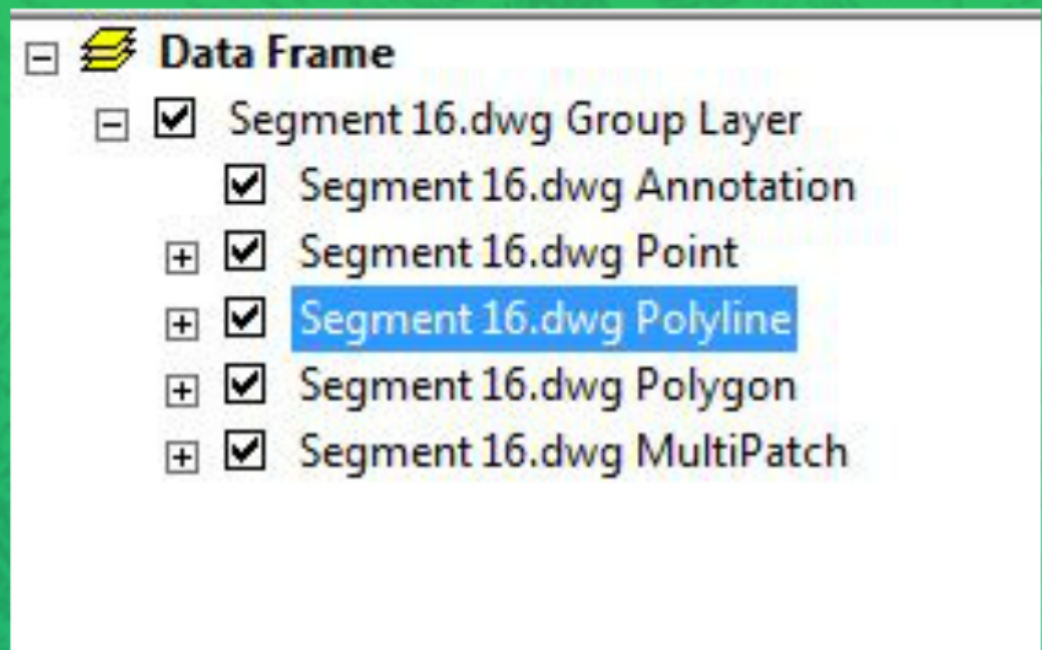 Data Frame
Segment 16.dwg Group Layer
Segment 16.dwg Annotation
Segment 16.dwg Point
Segment 16.dwg Polyline
Segment 16.dwg Polygon
Segment 16.dwg MultiPatch